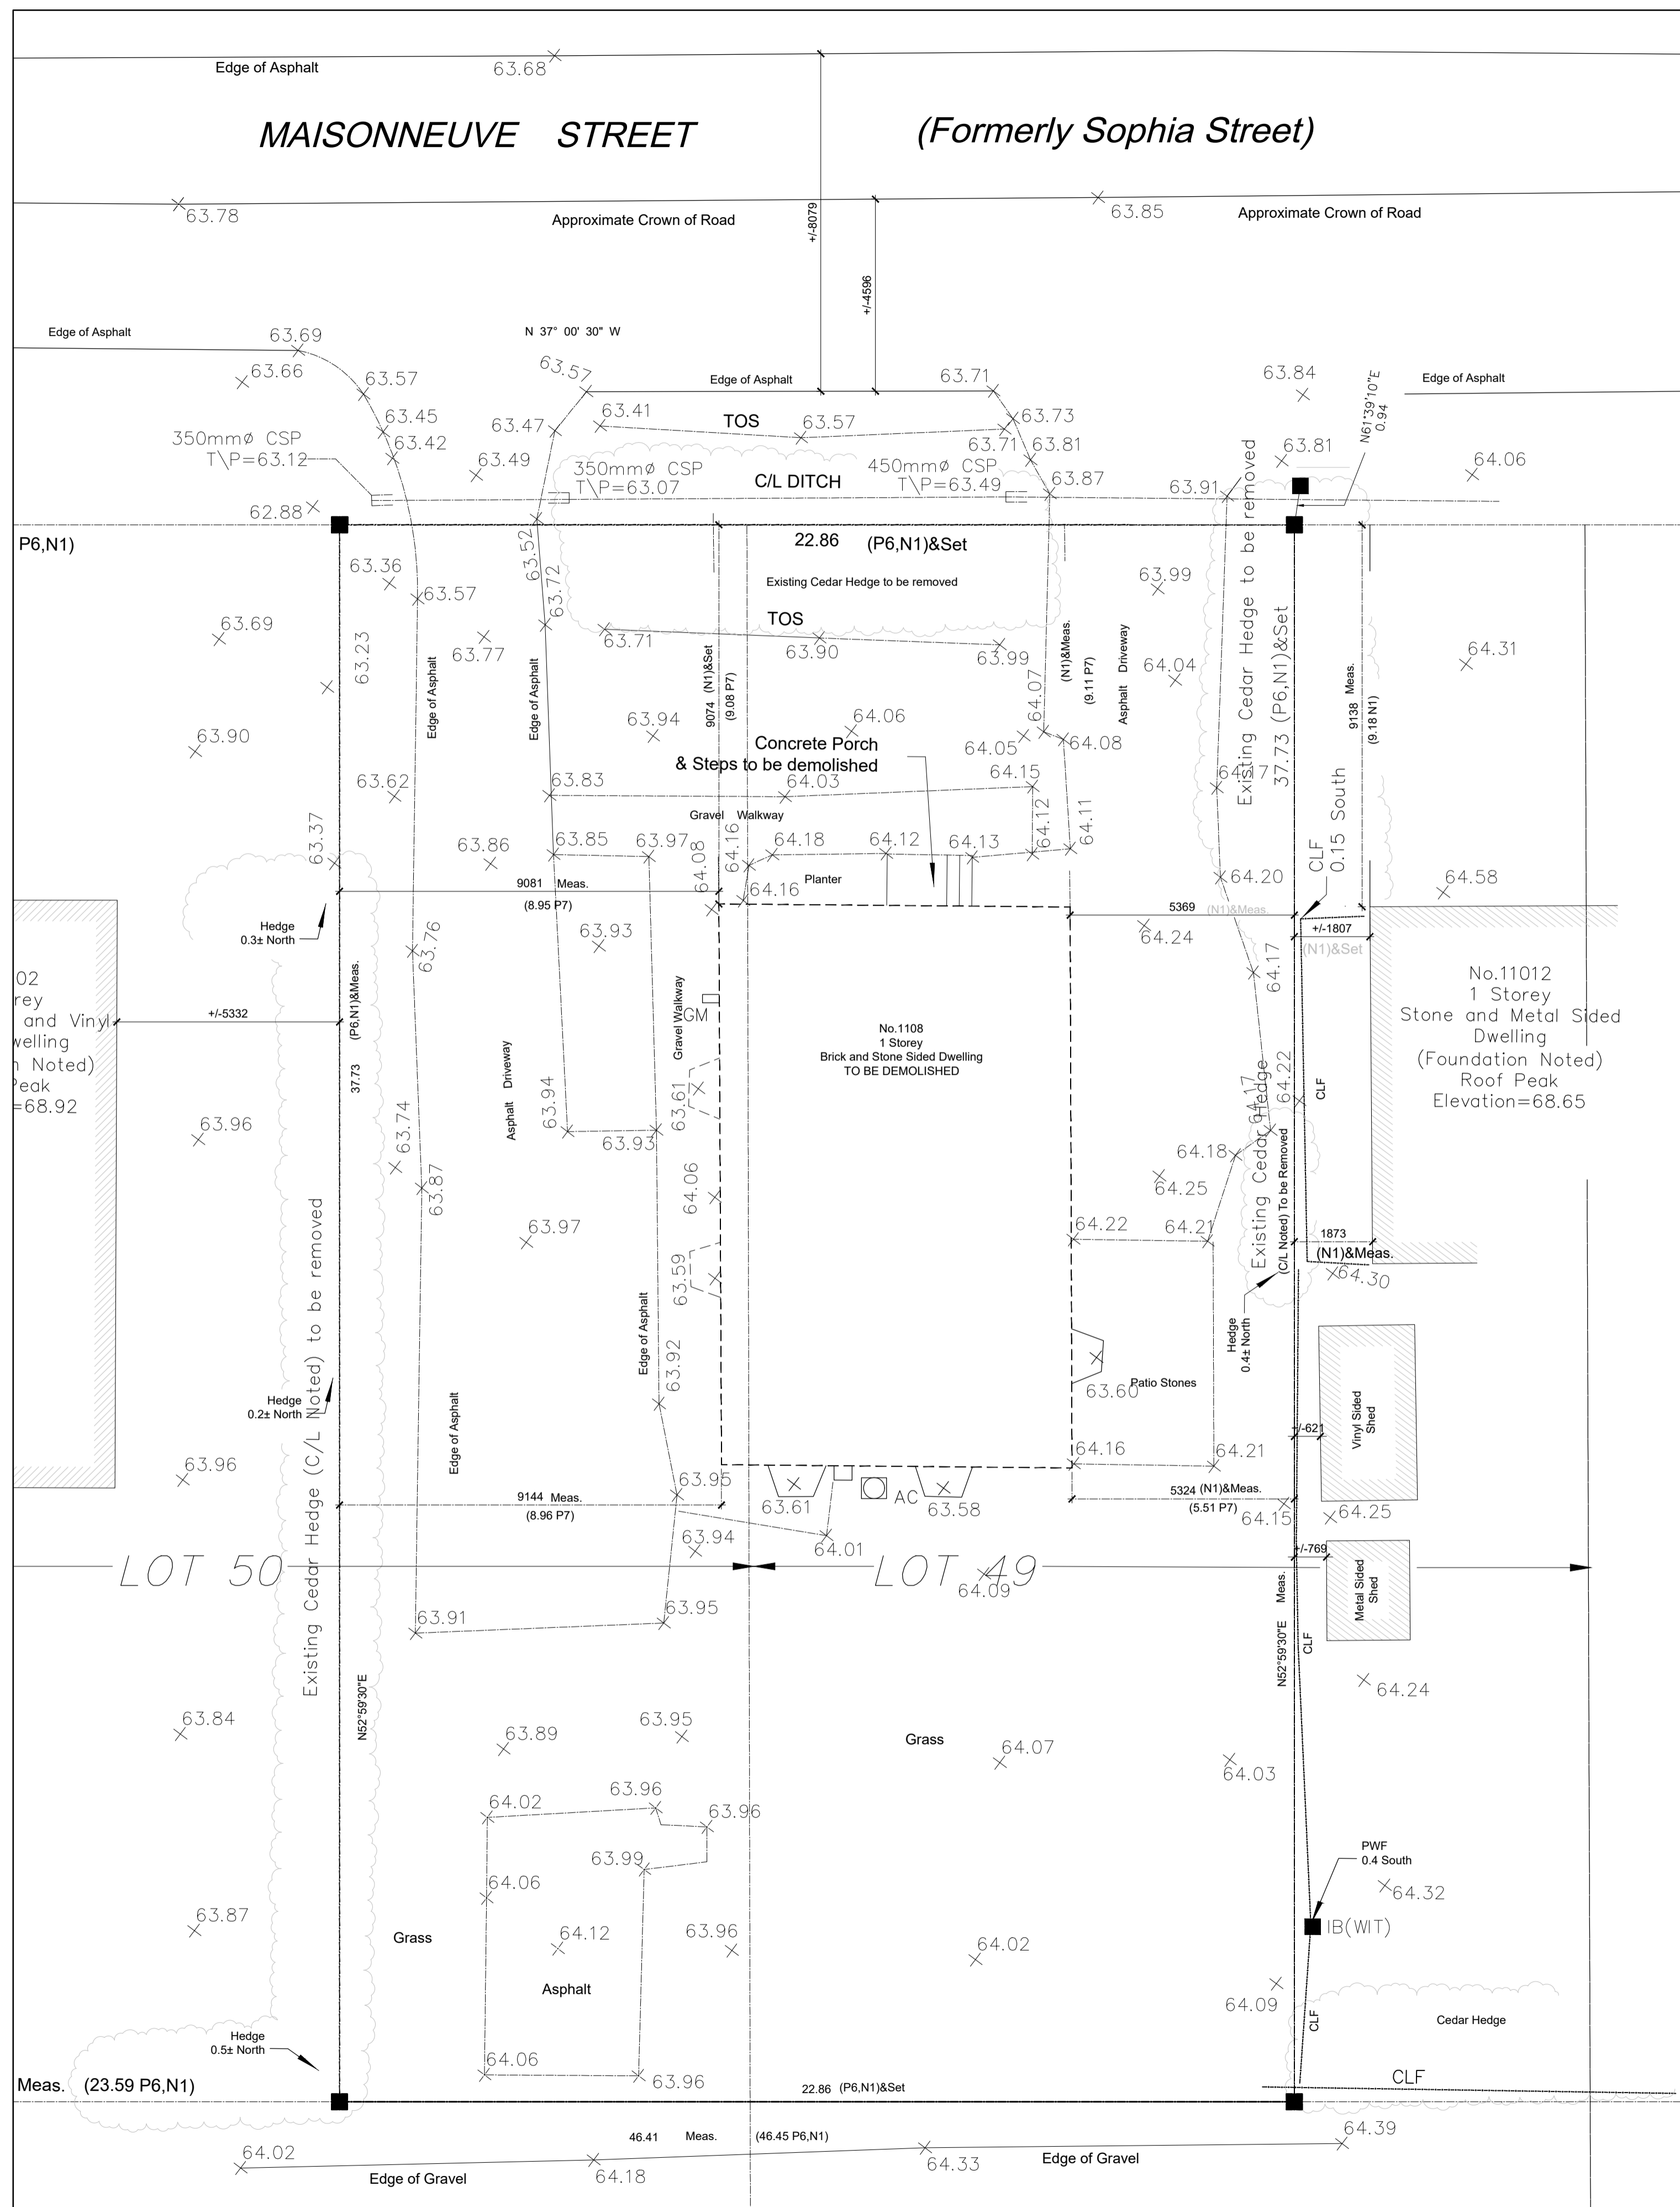 Edge of Asphalt
63.68
MAISONNEUVE STREET (Formerly Sophia Street)
63.78
Approximate Crown of Road
63.85
Approximate Crown of Road
+/-8079
+/-4596
Edge of Asphalt
63.69
N 37° 00' 30" W
63.66
63.57
63.57
Edge of Asphalt
63.71
63.84
N61°39'10"E
0.94
Edge of Asphalt
63.45
63.42
63.47
63.41
TOS
63.57
63.73
63.71
63.81
63.81
64.06
350mmø CSP
T\P=63.12
63.49
350mmø CSP
T\P=63.07
C/L DITCH
450mmø CSP
T\P=63.49
63.87
63.91
62.88
P6,N1)
63.52
22.86 (P6,N1)&Set
Existing Cedar Hedge to be removed
63.36
63.57
63.72
Existing Cedar Hedge to be removed
63.99
37.73 (P6,N1)&Set
63.69
63.23
63.77
63.71
TOS
63.90
63.99
64.31
Edge of Asphalt
Edge of Asphalt
9074 (N1)&Set
(9.08 P7)
(N1)&Meas.
(9.11 P7)
Asphalt Driveway
64.04
9138 Meas.
(9.18 N1)
63.90
63.94
64.06
64.07
64.05
64.08
Concrete Porch
& Steps to be demolished
63.62
63.83
64.03
64.15
64.17
63.37
Gravel Walkway
64.12
64.11
CLF
0.15 South
63.86
63.85
63.97
64.08
64.16
64.18
64.12
64.13
9081 Meas.
(8.95 P7)
64.16
Planter
64.20
64.58
Hedge
0.3± North
63.76
63.93
5369
(N1)&Meas.
64.24
+/-1807
(N1)&Set
64.17
02
rey
and Vinyl
welling
n Noted)
Peak
=68.92
+/-5332
(P6,N1)&Meas.
37.73
GM
Gravel Walkway
No.1108
1 Storey
Brick and Stone Sided Dwelling
TO BE DEMOLISHED
No.11012
1 Storey
Stone and Metal Sided
Dwelling
(Foundation Noted)
Roof Peak
Elevation=68.65
63.96
63.74
Asphalt Driveway
63.94
63.61
63.93
64.17
64.22
CLF
Existing Cedar Hedge
(C/L Noted) To be Removed
63.87
64.06
64.18
64.25
63.97
64.22
64.21
1873
(N1)&Meas.
64.30
Existing Cedar Hedge (C/L Noted) to be removed
63.59
Edge of Asphalt
63.92
Hedge
0.4± North
Hedge
0.2± North
63.60
Patio Stones
Vinyl Sided
Shed
Edge of Asphalt
+/-621
63.96
64.16
64.21
63.95
9144 Meas.
(8.96 P7)
63.61
AC
63.58
5324 (N1)&Meas.
(5.51 P7)
64.15
64.25
63.94
64.01
+/-769
LOT 50
LOT 49
64.09
Metal Sided
Shed
63.91
63.95
N52°59'30"E Meas.
CLF
N52°59'30"E
64.24
63.84
63.89
63.95
Grass
64.07
64.03
64.02
63.96
63.96
63.99
PWF
0.4 South
64.06
64.32
63.87
Grass
64.12
63.96
64.02
IB(WIT)
Asphalt
64.09
CLF
Cedar Hedge
Hedge
0.5± North
64.06
63.96
Meas. (23.59 P6,N1)
22.86 (P6,N1)&Set
CLF
46.41 Meas. (46.45 P6,N1)
64.02
Edge of Gravel
64.18
64.33
Edge of Gravel
64.39